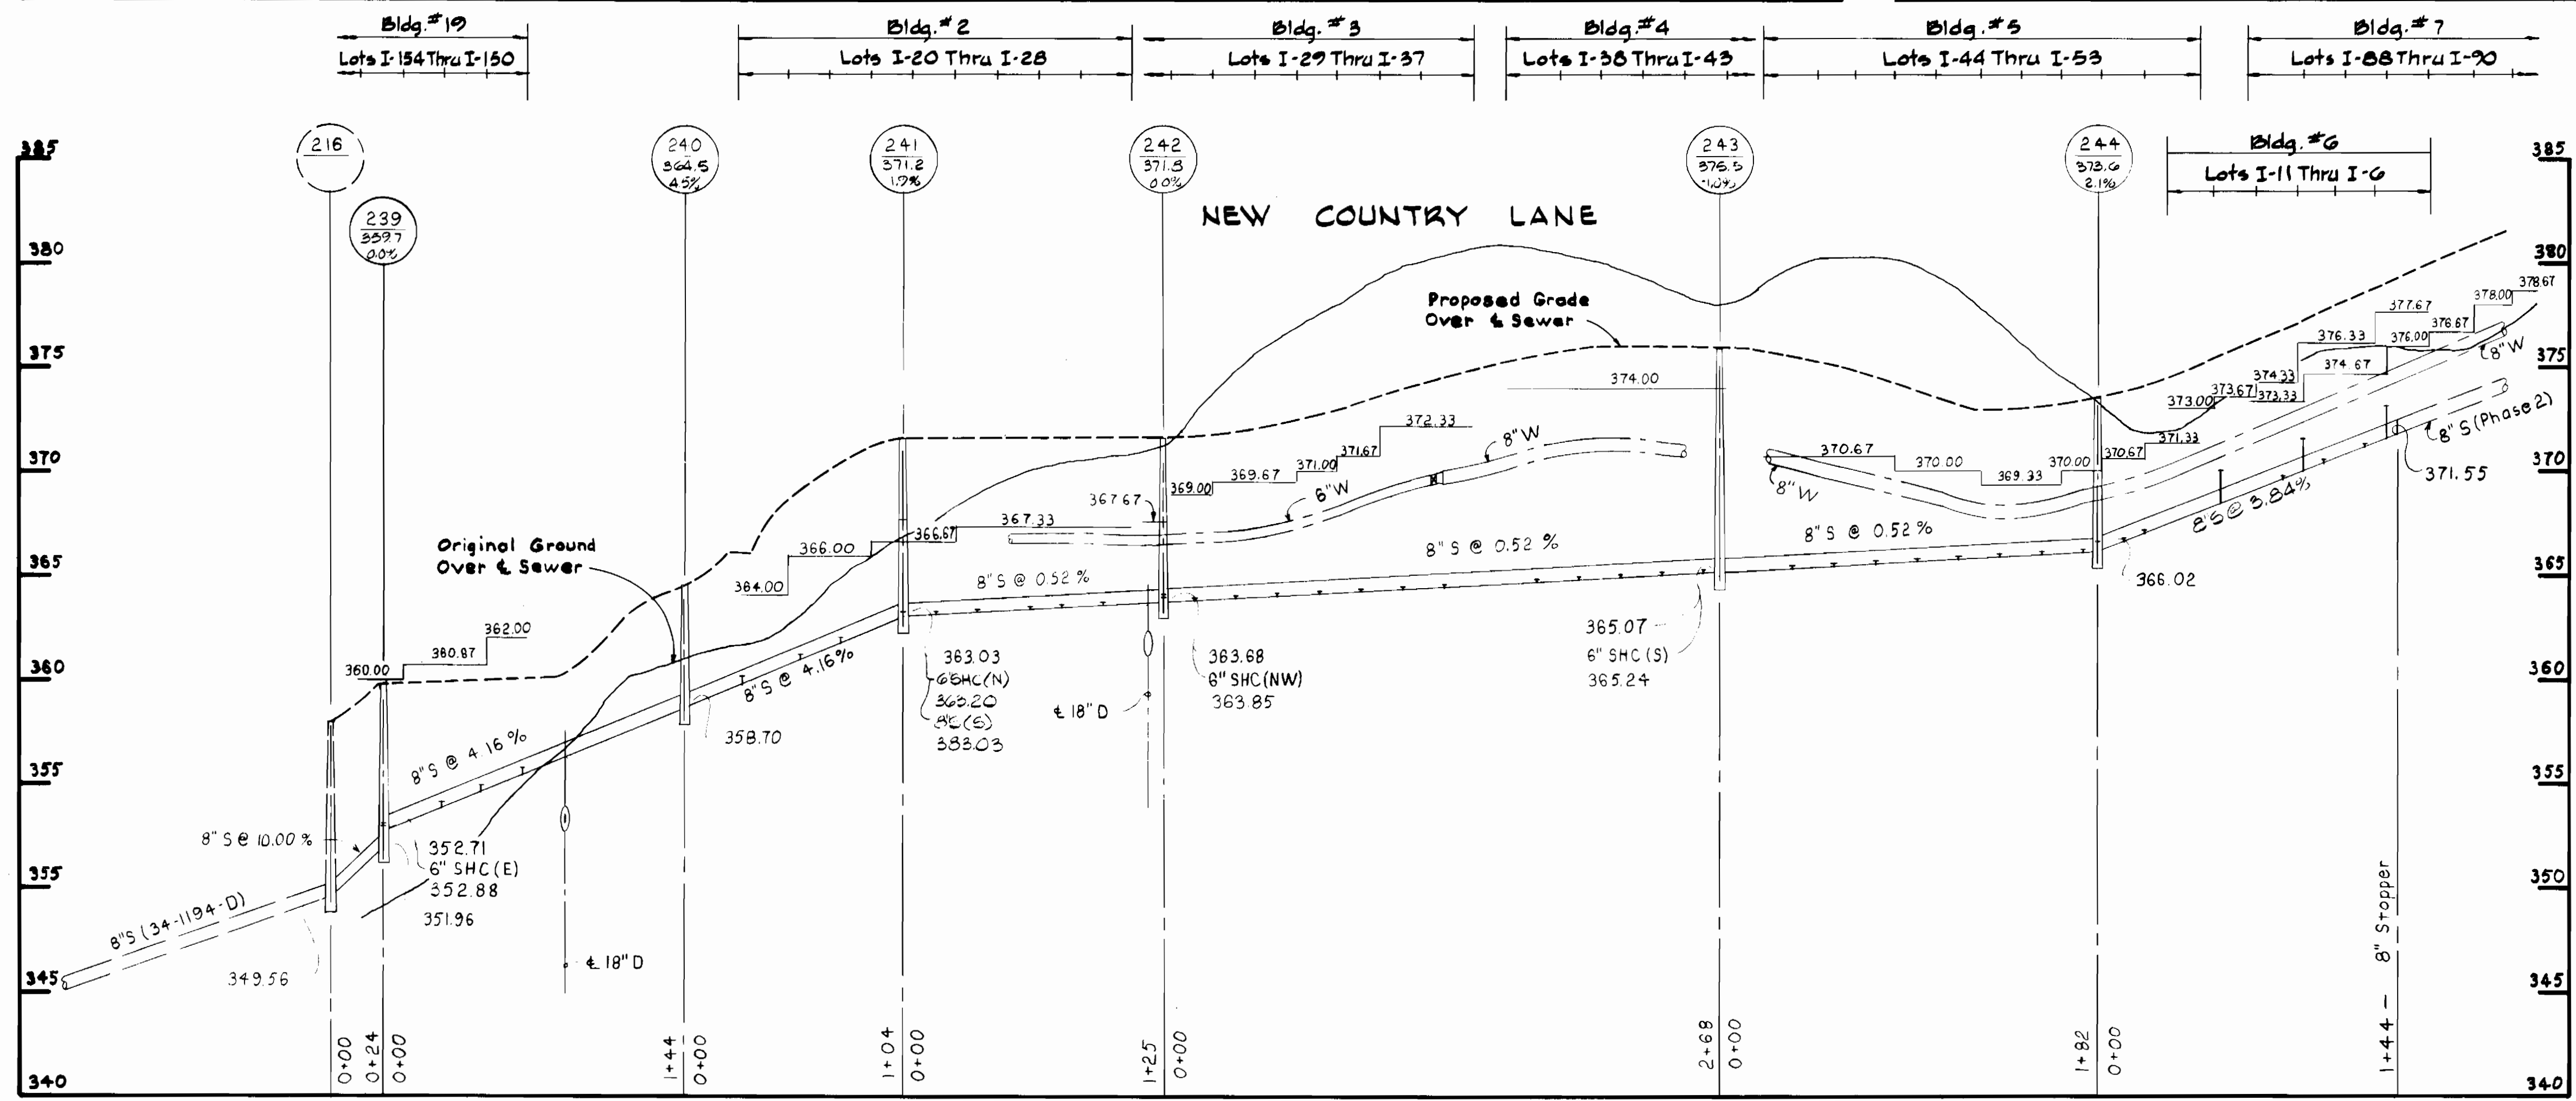 Bldg.#19
Lots I-154 Thru I-150
Bldg.#2
Lots I-20 Thru I-28
Bldg.#3
Lots I-29 Thru I-37
Bldg.#4
Lots I-38 Thru I-43
Bldg.#5
Lots I-44 Thru I-53
Bldg.#7
Lots I-88 Thru I-90
Bldg.#6
Lots I-11 Thru I-6
216
239
359.7
0.0%
240
364.5
4.5%
241
371.2
1.9%
242
371.8
0.0%
243
375.5
-1.0%
244
373.6
2.1%
NEW COUNTRY LANE
385
380
375
370
365
360
355
355
345
340
385
380
375
370
365
360
355
350
345
340
Proposed Grade
Over ℄ Sewer
Original Ground
Over ℄ Sewer
360.00
360.87
362.00
364.00
366.00
366.67
367.33
367.67
369.00
369.67
371.00
371.67
372.33
374.00
370.67
370.00
369.33
370.00
370.67
371.33
373.00
373.67
373.33
374.33
374.67
376.33
376.00
377.67
376.67
378.00
378.67
6"W
8"W
8"W
8"W
8"S (Phase 2)
371.55
8"S @ 3.84%
366.02
8"S @ 0.52%
8"S @ 0.52%
8"S @ 0.52%
8"S @ 4.16%
8"S @ 4.16%
8"S @ 10.00%
8"S (34-1194-D)
349.56
352.71
6" SHC (E)
352.88
351.96
℄ 18"D
358.70
363.03
6"SHC(N)
363.20
8"S(S)
383.03
℄ 18"D
363.68
6" SHC(NW)
363.85
365.07
6" SHC (S)
365.24
0+00
0+24
0+00
1+44
0+00
1+04
0+00
1+25
0+00
2+68
0+00
1+82
0+00
1+44 - 8" Stopper